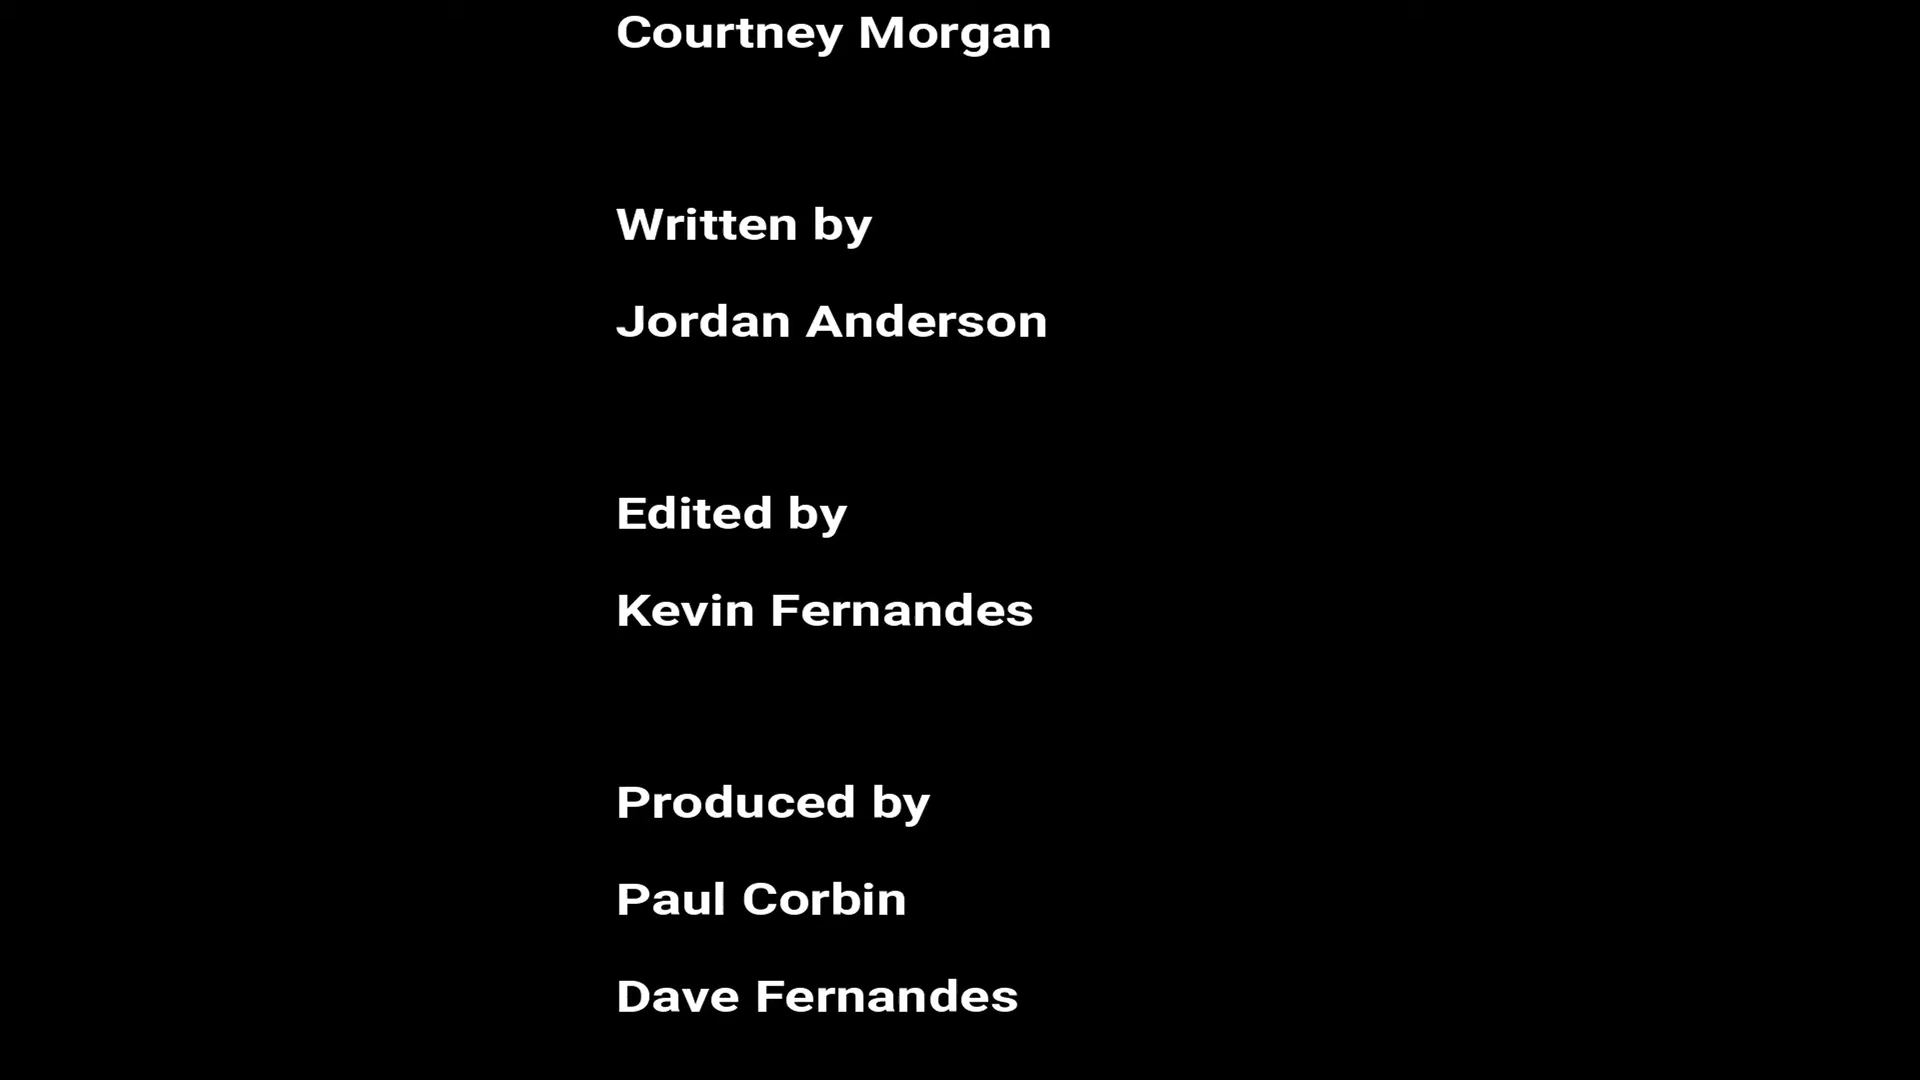 Courtney Morgan
Written by
Jordan Anderson
Edited by
Kevin Fernandes
Produced by
Paul Corbin
Dave Fernandes